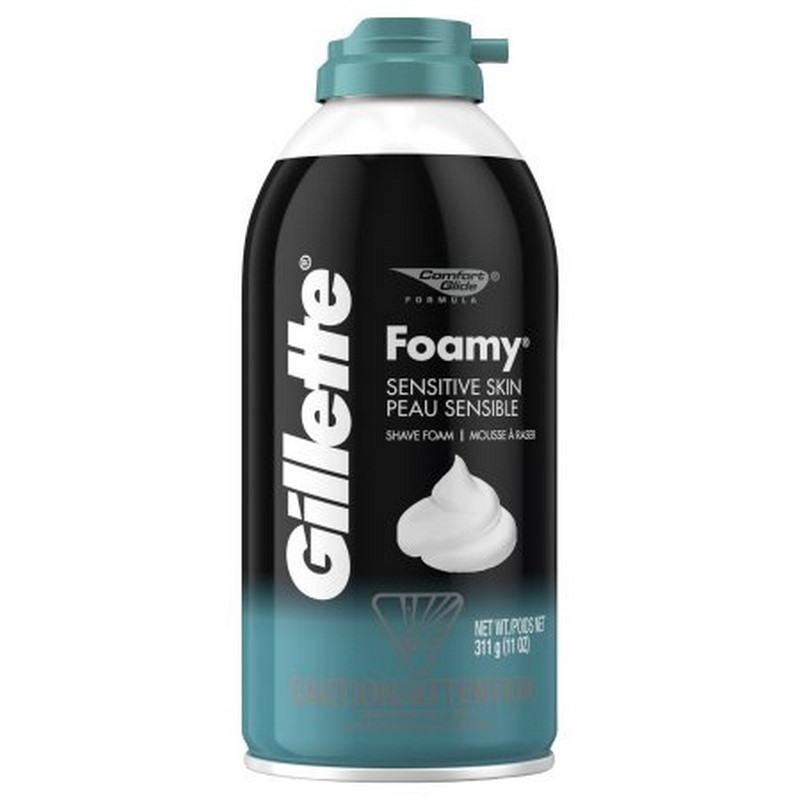 Gillette®
Comfort
Glide®
FORMULA
Foamy®
SENSITIVE SKIN
PEAU SENSIBLE
SHAVE FOAM | MOUSSE À RASER
NET WT./POIDS NET
311 g (11 OZ)
CAUTION/ATTENTION